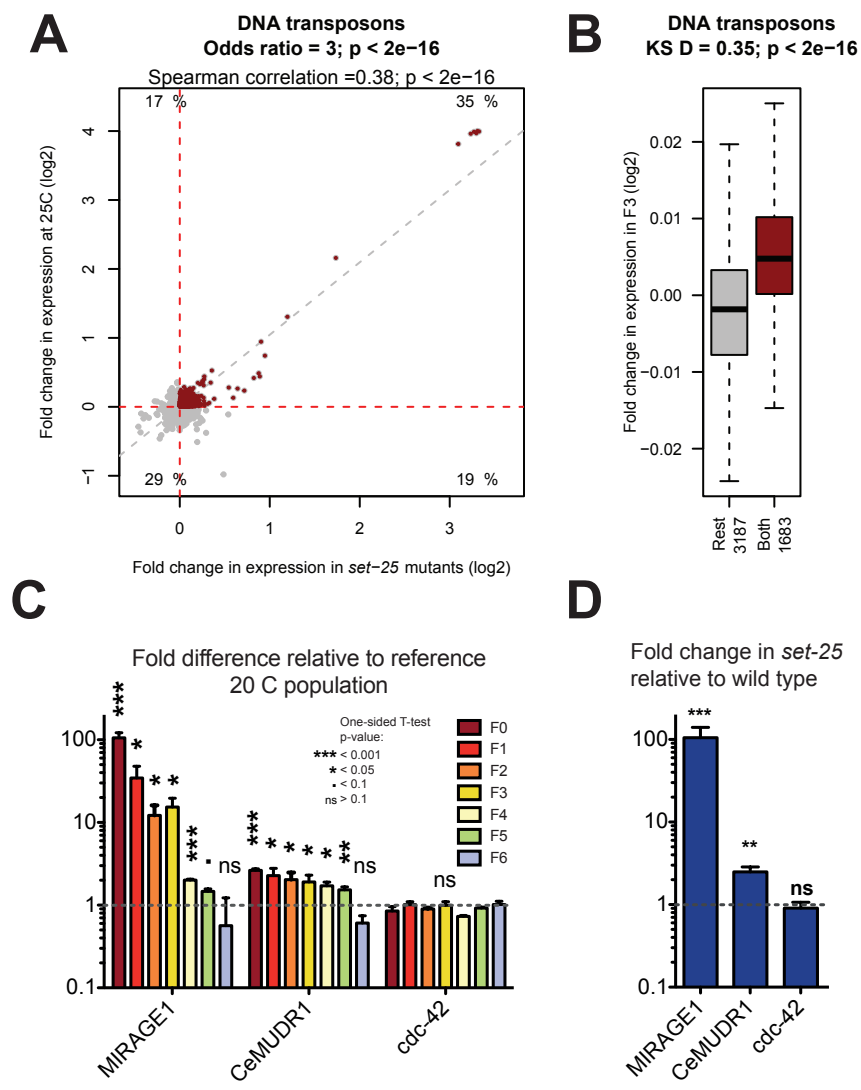 A
DNA transposons
Odds ratio = 3; p < 2e−16
Spearman correlation =0.38; p < 2e−16
17 %
35 %
29 %
19 %
4
3
2
1
0
−1
0
1
2
3
Fold change in expression at 25C (log2)
Fold change in expression in set−25 mutants (log2)
B
DNA transposons
KS D = 0.35; p < 2e−16
0.02
0.01
0.00
−0.01
−0.02
Fold change in expression in F3 (log2)
Rest
3187
Both
1683
C
Fold difference relative to reference
20 C population
One-sided T-test
p-value:
*** < 0.001
* < 0.05
· < 0.1
ns > 0.1
F0
F1
F2
F3
F4
F5
F6
100
10
1
0.1
***
*
*
*
***
·
ns
***
*
*
*
*
**
ns
ns
MIRAGE1
CeMUDR1
cdc-42
D
Fold change in set-25
relative to wild type
100
10
1
0.1
***
**
ns
MIRAGE1
CeMUDR1
cdc-42